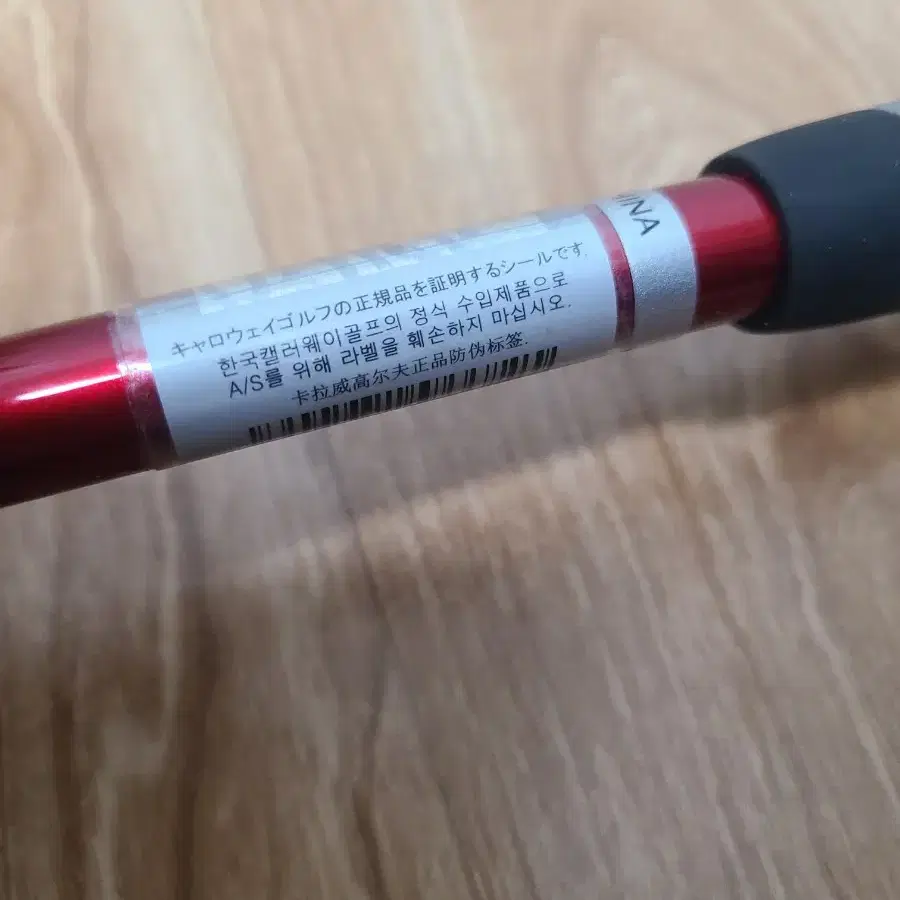 キャロウェイゴルフの正規品を証明するシールです.
한국캘러웨이골프의 정식 수입제품으로
A/S를 위해 라벨을 훼손하지 마십시오.
卡拉威高尔夫正品防伪标签.